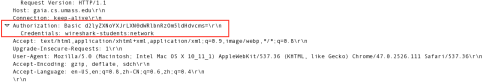 Request Version: HTTP/1.1
Host: gaia.cs.umass.edu\r\n
Connection: keep-alive\r\n
Authorization: Basic d2lyZXNoYXJrLXN0dWRlbnRzOm5ldHdvcms=\r\n
Credentials: wireshark-students:network
Accept: text/html,application/xhtml+xml,application/xml;q=0.9,image/webp,*/*;q=0.8\r\n
Upgrade-Insecure-Requests: 1\r\n
User-Agent: Mozilla/5.0 (Macintosh; Intel Mac OS X 10_11_1) AppleWebKit/537.36 (KHTML, like Gecko) Chrome/47.0.2526.111 Safari/537.36\r\n
Accept-Encoding: gzip, deflate, sdch\r\n
Accept-Language: en-US,en;q=0.8,zh-CN;q=0.6,zh;q=0.4\r\n
\r\n